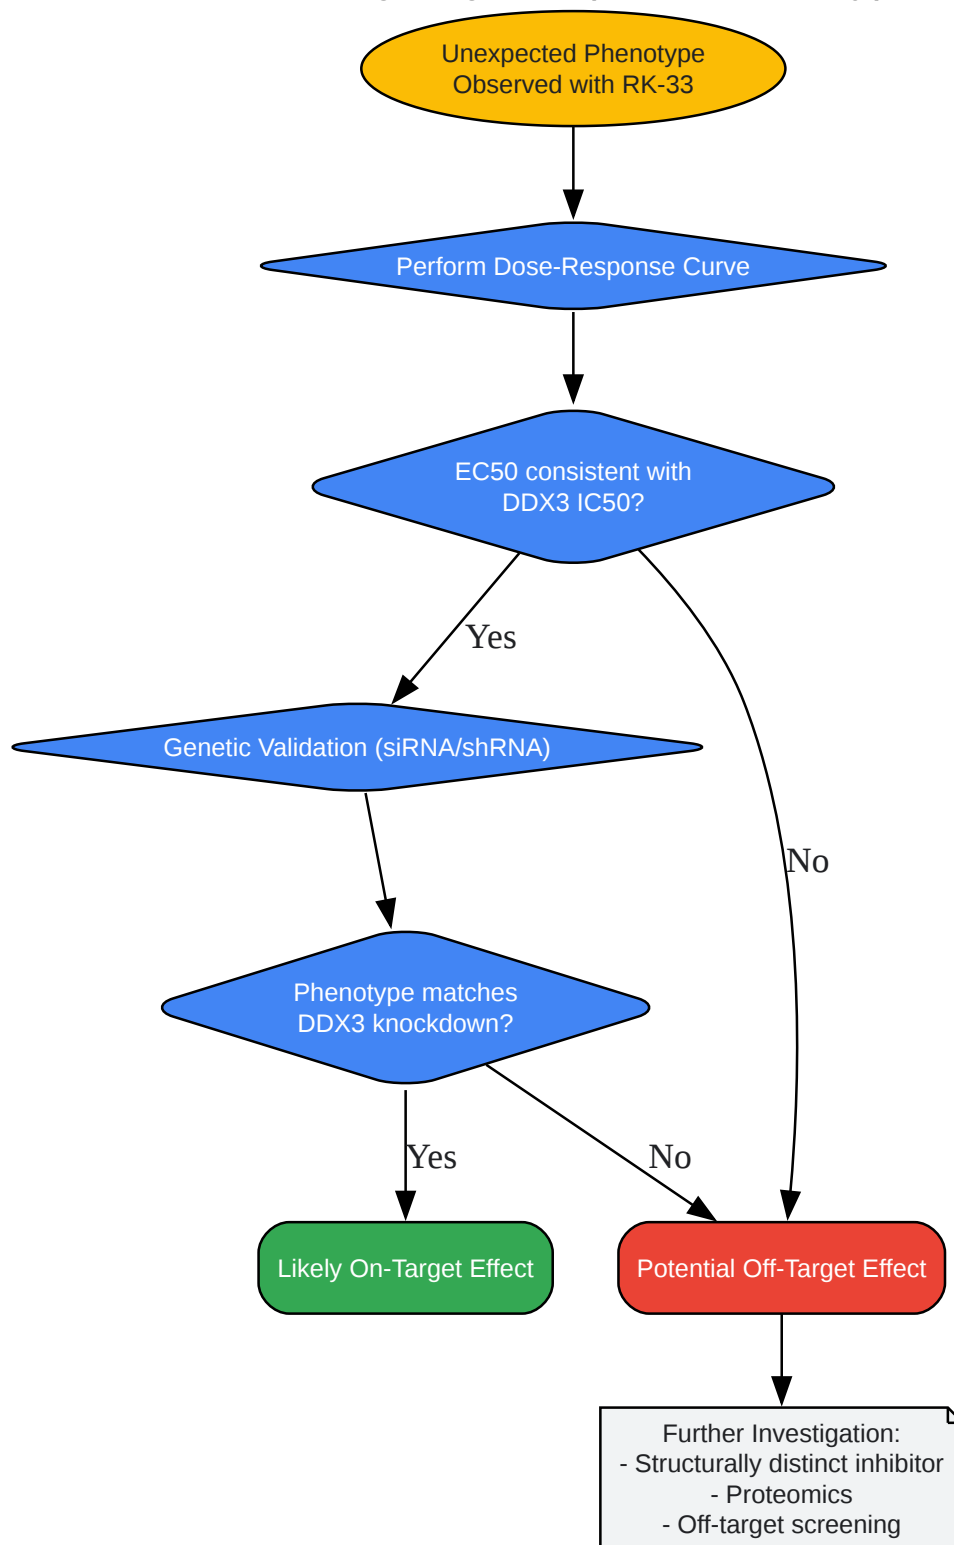 Unexpected Phenotype
Observed with RK-33
Perform Dose-Response Curve
EC50 consistent with
DDX3 IC50?
Yes
Genetic Validation (siRNA/shRNA)
No
Phenotype matches
DDX3 knockdown?
Yes
No
Likely On-Target Effect
Potential Off-Target Effect
Further Investigation:
- Structurally distinct inhibitor
- Proteomics
- Off-target screening